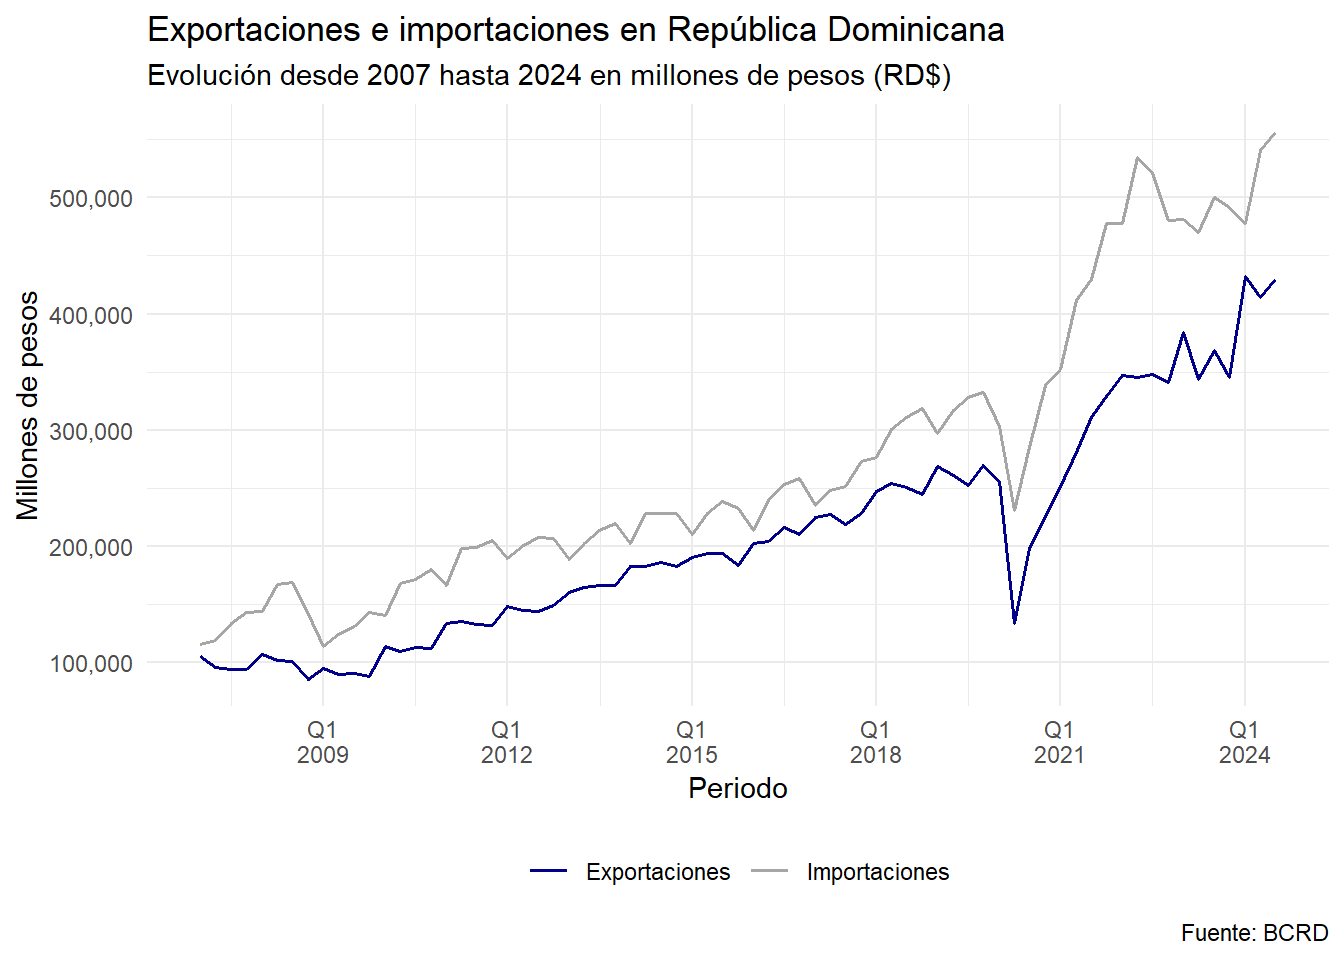 Exportaciones e importaciones en República Dominicana
Evolución desde 2007 hasta 2024 en millones de pesos (RD$)
Millones de pesos
500,000
400,000
300,000
200,000
100,000
Q1 Q1 Q1 Q1 Q1 Q1
2009 2012 2015 2018 2021 2024
Periodo
Exportaciones Importaciones
Fuente: BCRD